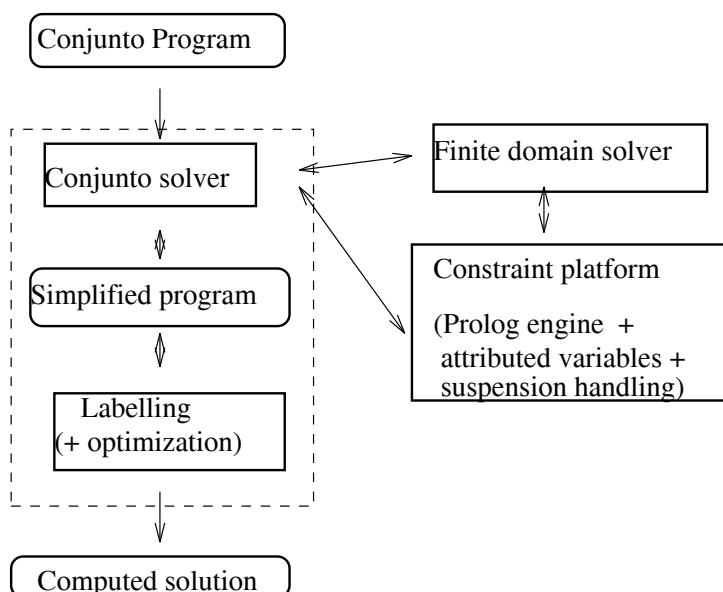 Conjunto Program
Conjunto solver
Simplified program
Labelling
(+ optimization)
Computed solution
Finite domain solver
Constraint platform
(Prolog engine +
attributed variables +
suspension handling)